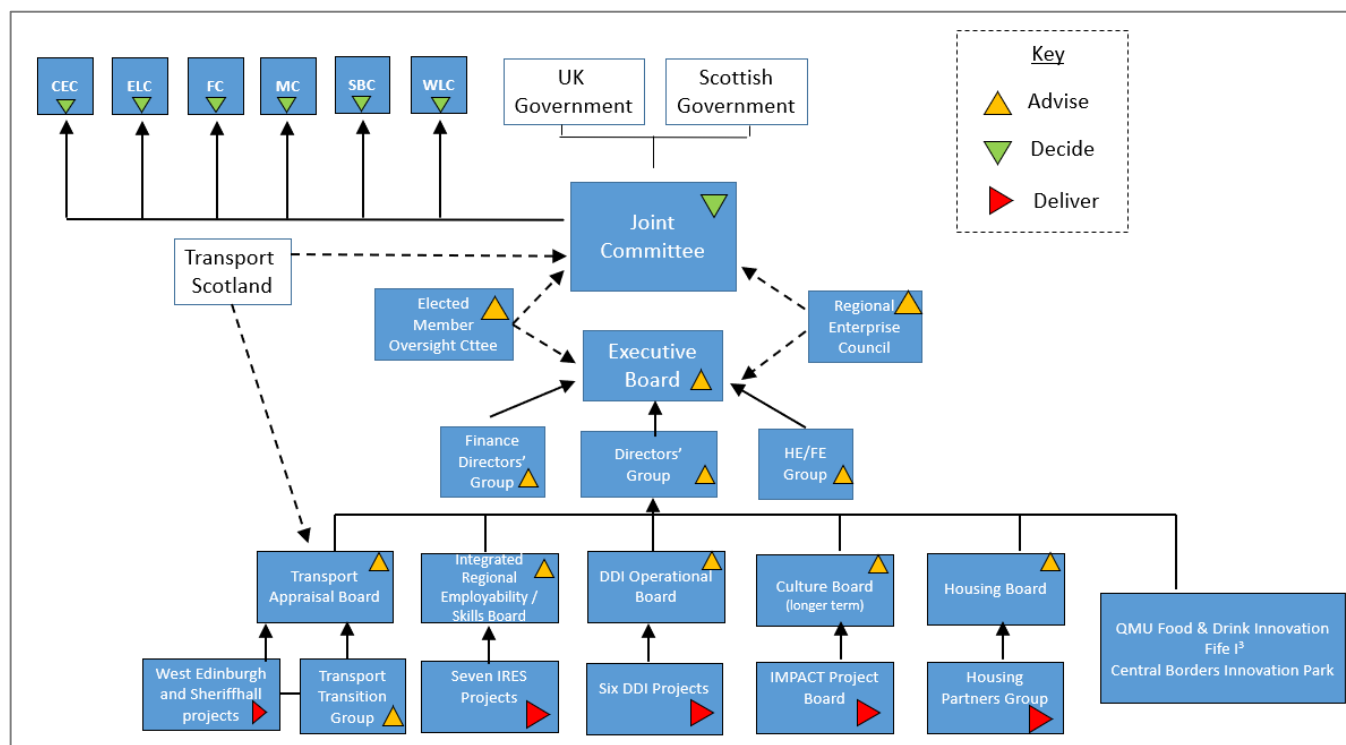 CEC
ELC
FC
MC
SBC
WLC
UK
Government
Scottish
Government
Key
Advise
Decide
Deliver
Joint
Committee
Transport
Scotland
Elected
Member
Oversight Cttee
Regional
Enterprise
Council
Executive
Board
Finance
Directors'
Group
Directors'
Group
HE/FE
Group
Transport
Appraisal Board
Integrated
Regional
Employability /
Skills Board
DDI Operational
Board
Culture Board
(longer term)
Housing Board
QMU Food & Drink Innovation
Fife I³
Central Borders Innovation Park
West Edinburgh
and Sheriffhall
projects
Transport
Transition
Group
Seven IRES
Projects
Six DDI Projects
IMPACT Project
Board
Housing
Partners Group